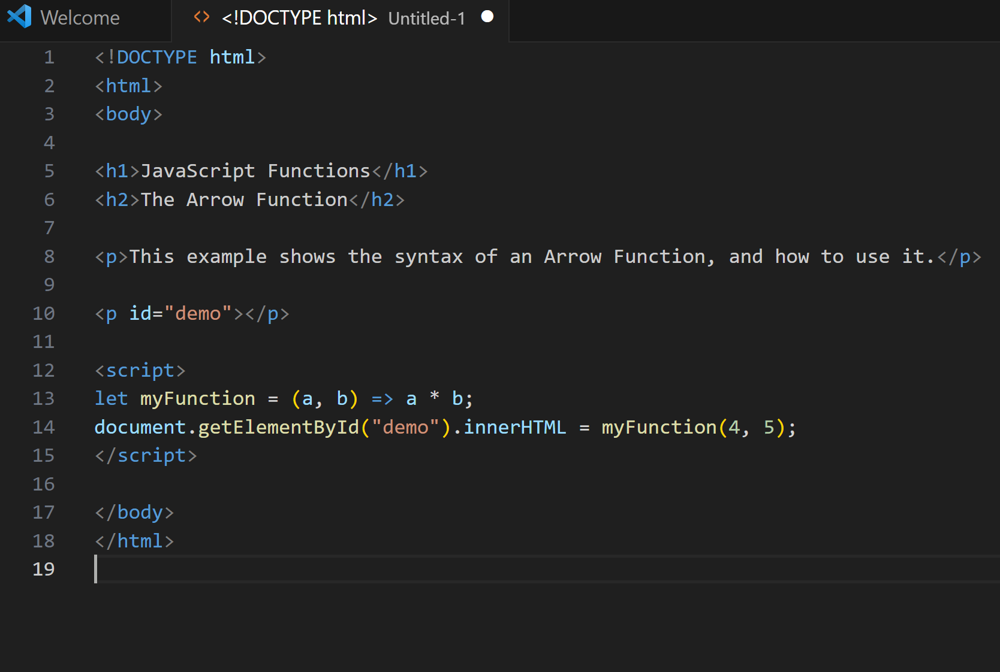 Welcome <!DOCTYPE html> Untitled-1
1 <!DOCTYPE html>
2 <html>
3 <body>
4
5 <h1>JavaScript Functions</h1>
6 <h2>The Arrow Function</h2>
7
8 <p>This example shows the syntax of an Arrow Function, and how to use it.</p>
9
10 <p id="demo"></p>
11
12 <script>
13 let myFunction = (a, b) => a * b;
14 document.getElementById("demo").innerHTML = myFunction(4, 5);
15 </script>
16
17 </body>
18 </html>
19